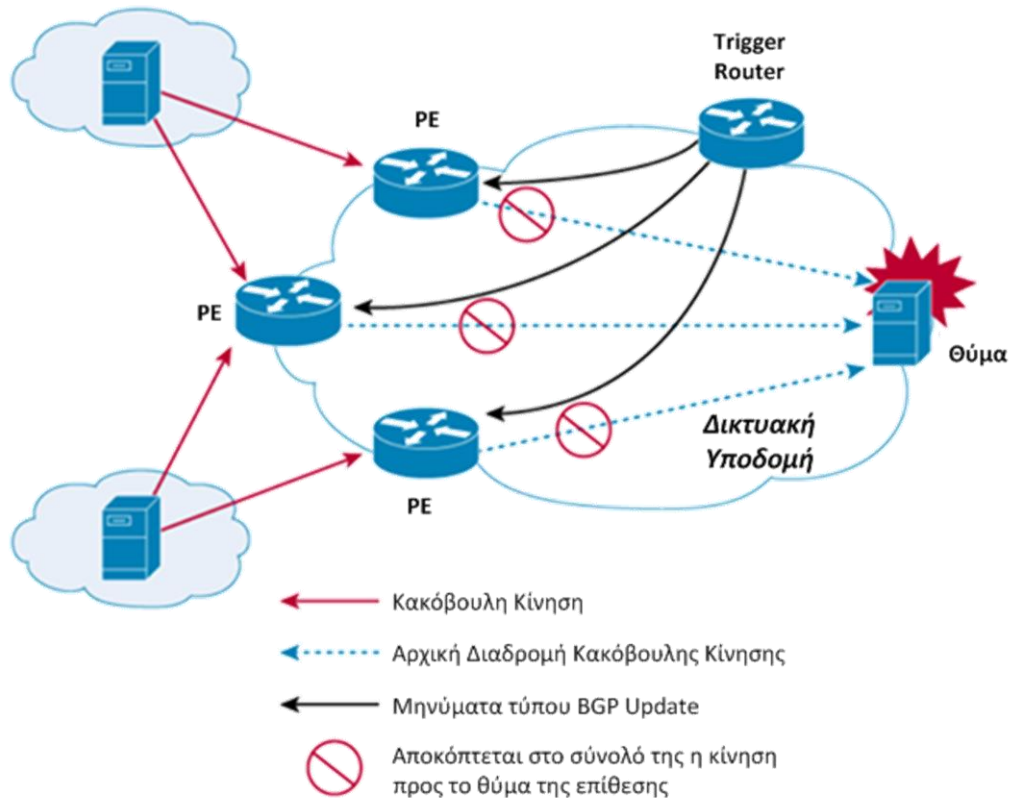 Trigger
Router
PE
PE
Θύμα
Δικτυακή
Υποδομή
PE
Κακόβουλη Κίνηση
Αρχική Διαδρομή Κακόβουλης Κίνησης
Μηνύματα τύπου BGP Update
Αποκόπτεται στο σύνολό της η κίνηση
προς το θύμα της επίθεσης